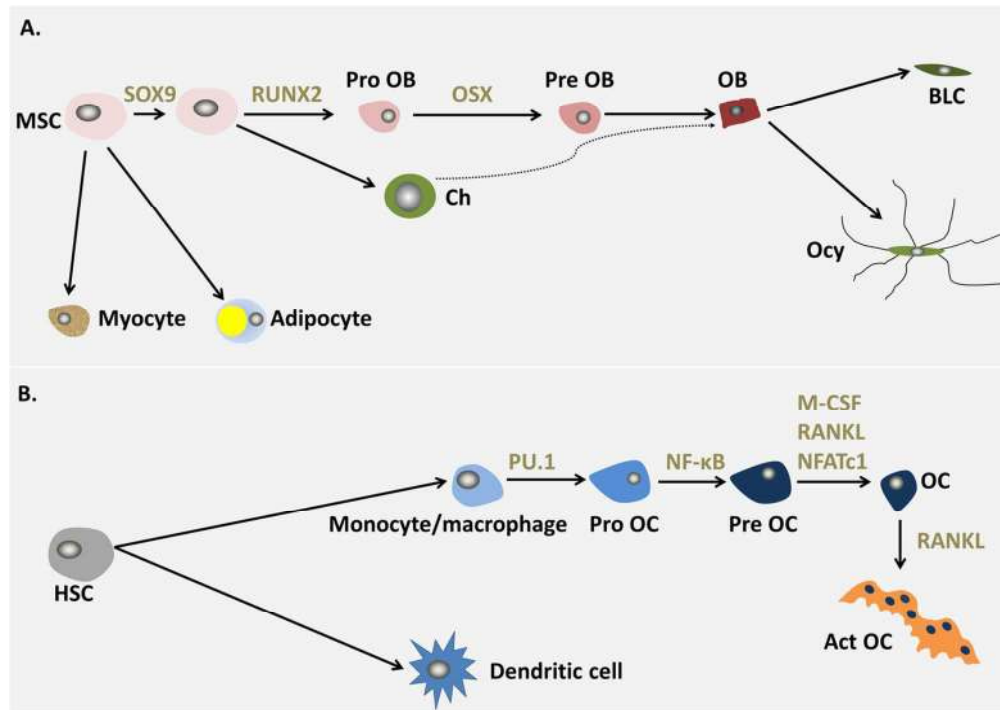 A.
MSC
SOX9
RUNX2
Pro OB
OSX
Pre OB
OB
BLC
Ch
Ocy
Myocyte
Adipocyte
B.
HSC
Monocyte/macrophage
PU.1
Pro OC
NF-κB
Pre OC
M-CSF
RANKL
NFATc1
OC
RANKL
Act OC
Dendritic cell